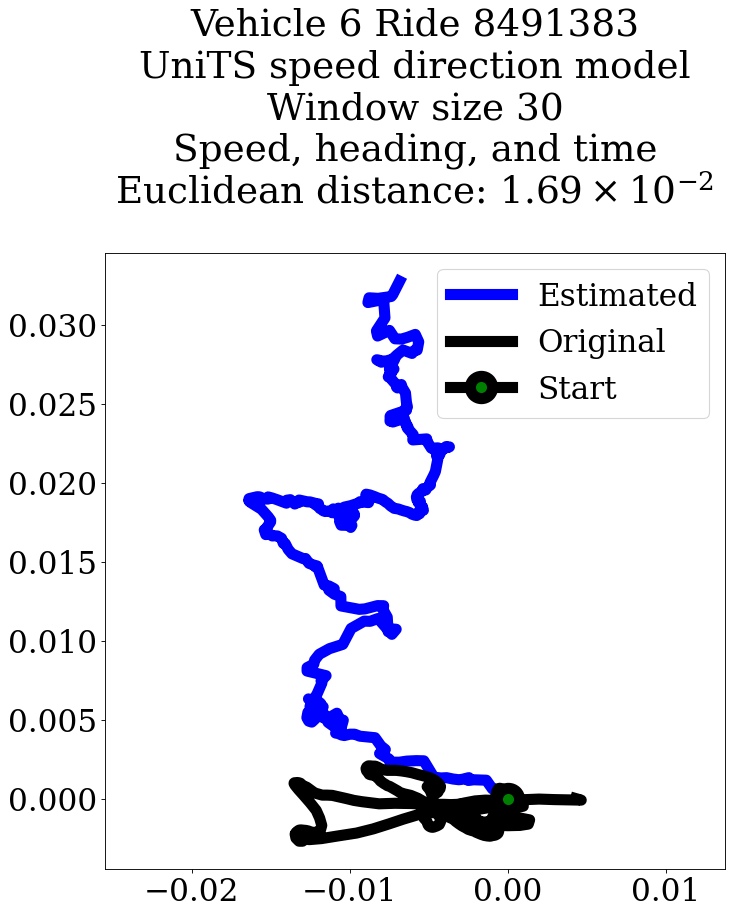 Vehicle 6 Ride 8491383
UniTS speed direction model
Window size 30
Speed, heading, and time
Euclidean distance: 1.69 × 10⁻²
Estimated
Original
Start
0.030
0.025
0.020
0.015
0.010
0.005
0.000
−0.02 −0.01 0.00 0.01